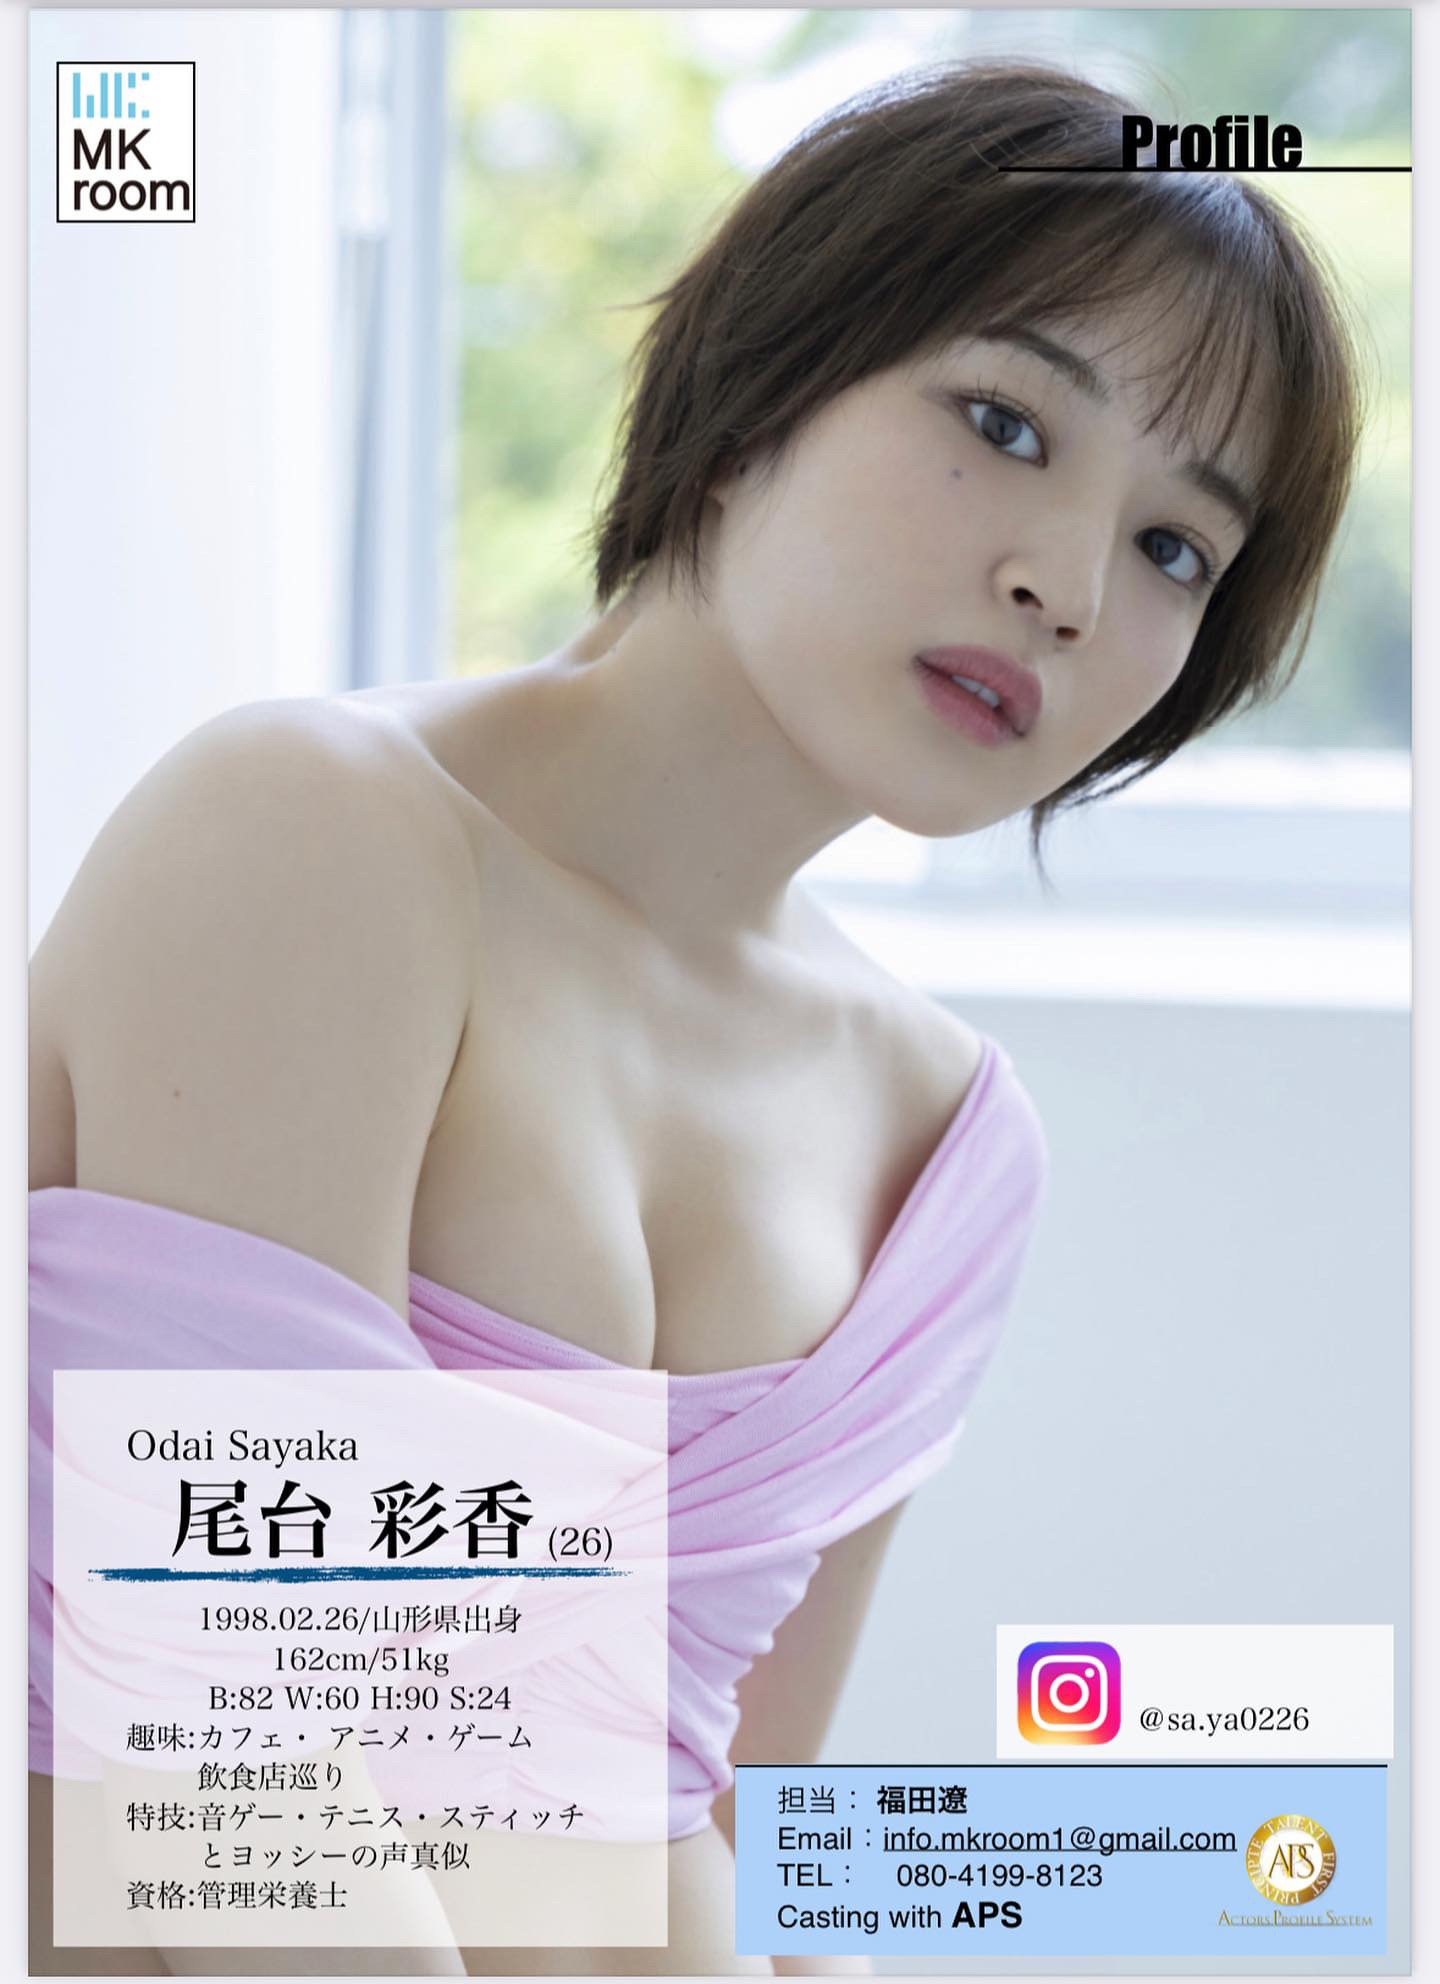 MK
room
Profile
Odai Sayaka
尾台 彩香 (26)
1998.02.26/山形県出身
162cm/51kg
B:82 W:60 H:90 S:24
趣味:カフェ・アニメ・ゲーム
飲食店巡り
特技:音ゲー・テニス・スティッチ
とヨッシーの声真似
資格:管理栄養士
@sa.ya0226
担当： 福田遼
Email：info.mkroom1@gmail.com
TEL： 080-4199-8123
Casting with APS
TALENT FIRST PRINCIPTE
APS
ACTORS PROFILE SYSTEM